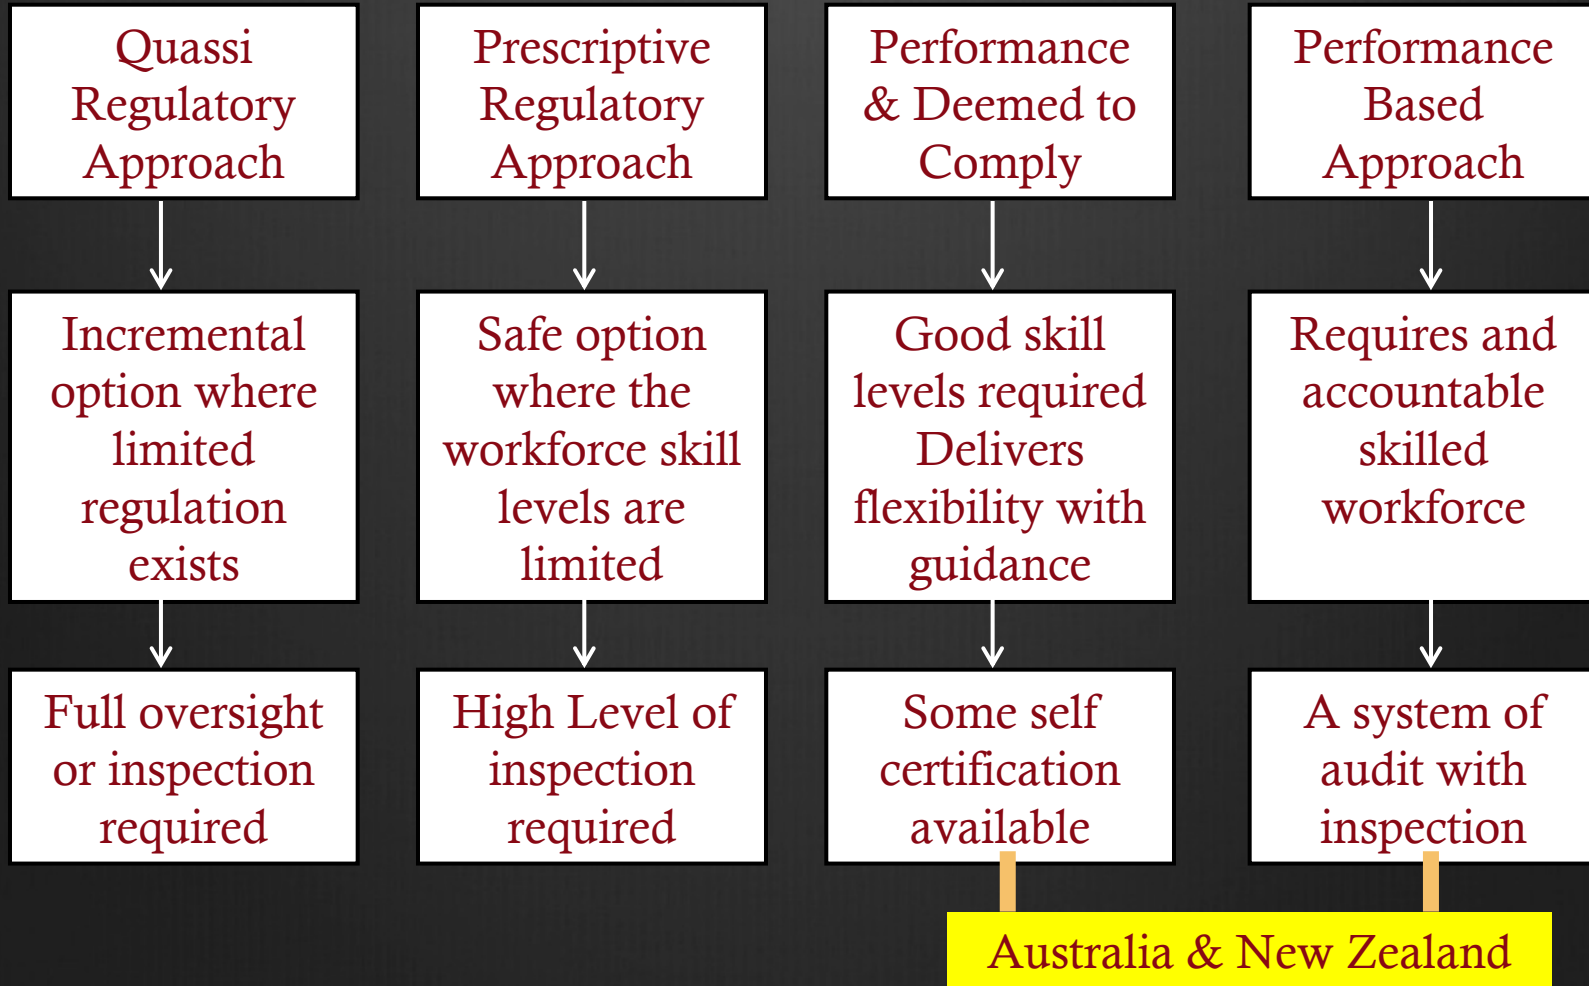 Quassi
Regulatory
Approach
Prescriptive
Regulatory
Approach
Performance
& Deemed to
Comply
Performance
Based
Approach
Incremental
option where
limited
regulation
exists
Safe option
where the
workforce skill
levels are
limited
Good skill
levels required
Delivers
flexibility with
guidance
Requires and
accountable
skilled
workforce
Full oversight
or inspection
required
High Level of
inspection
required
Some self
certification
available
A system of
audit with
inspection
Australia & New Zealand